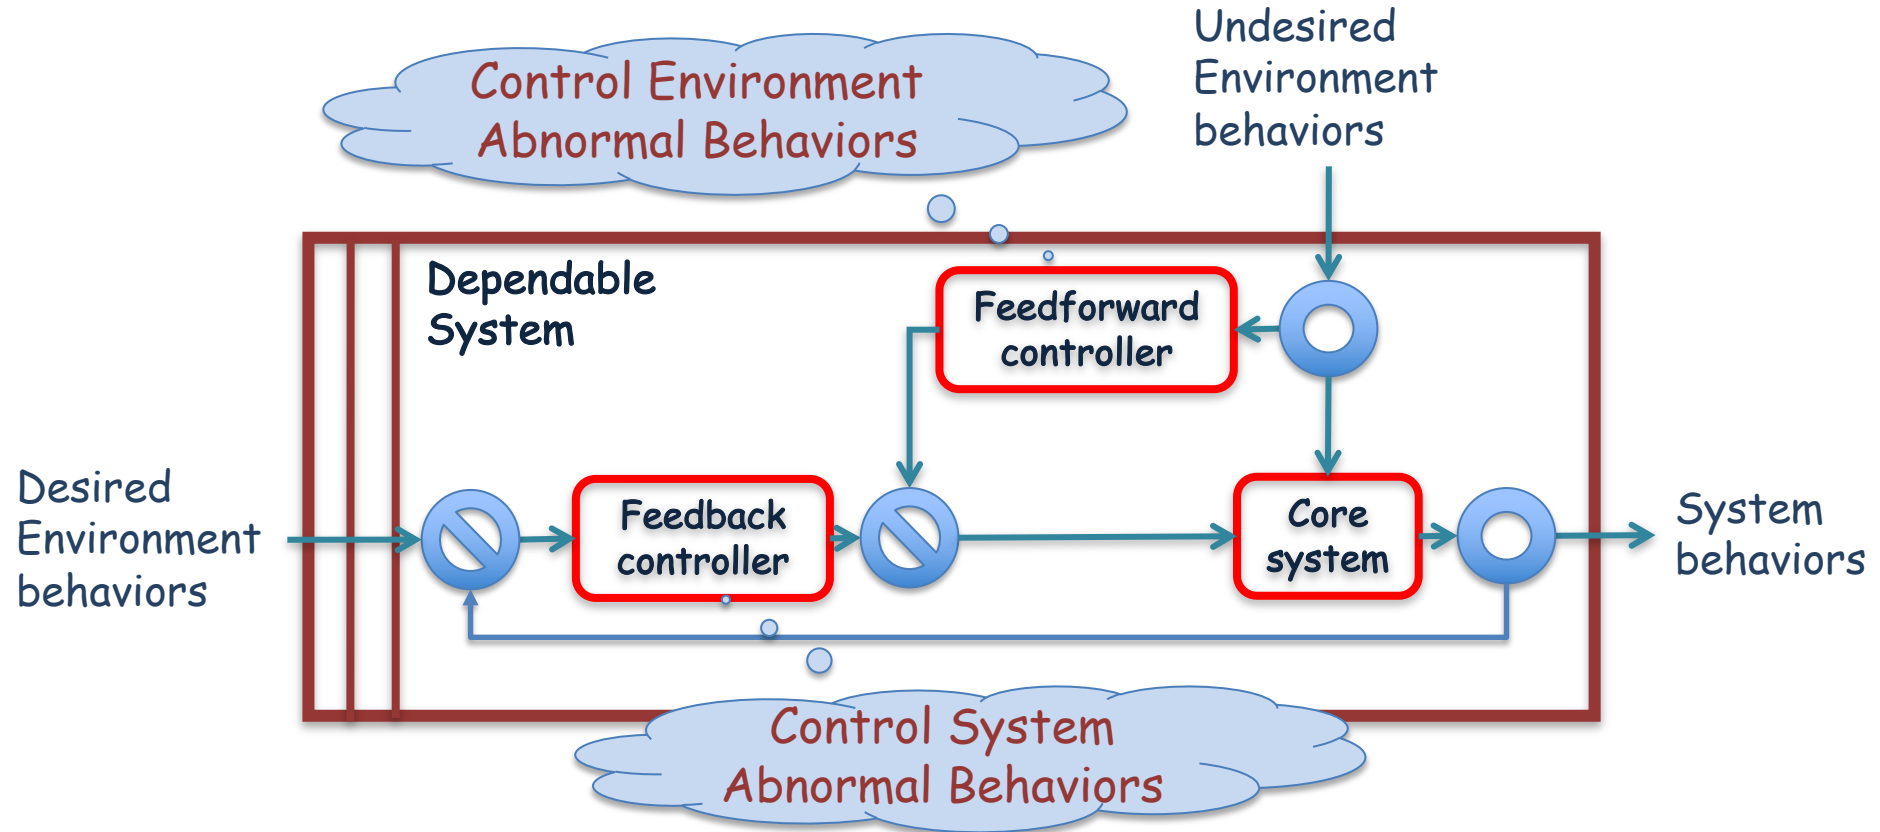 Control Environment
Abnormal Behaviors
Undesired
Environment
behaviors
Dependable
System
Feedforward
controller
Desired
Environment
behaviors
Feedback
controller
Core
system
System
behaviors
Control System
Abnormal Behaviors